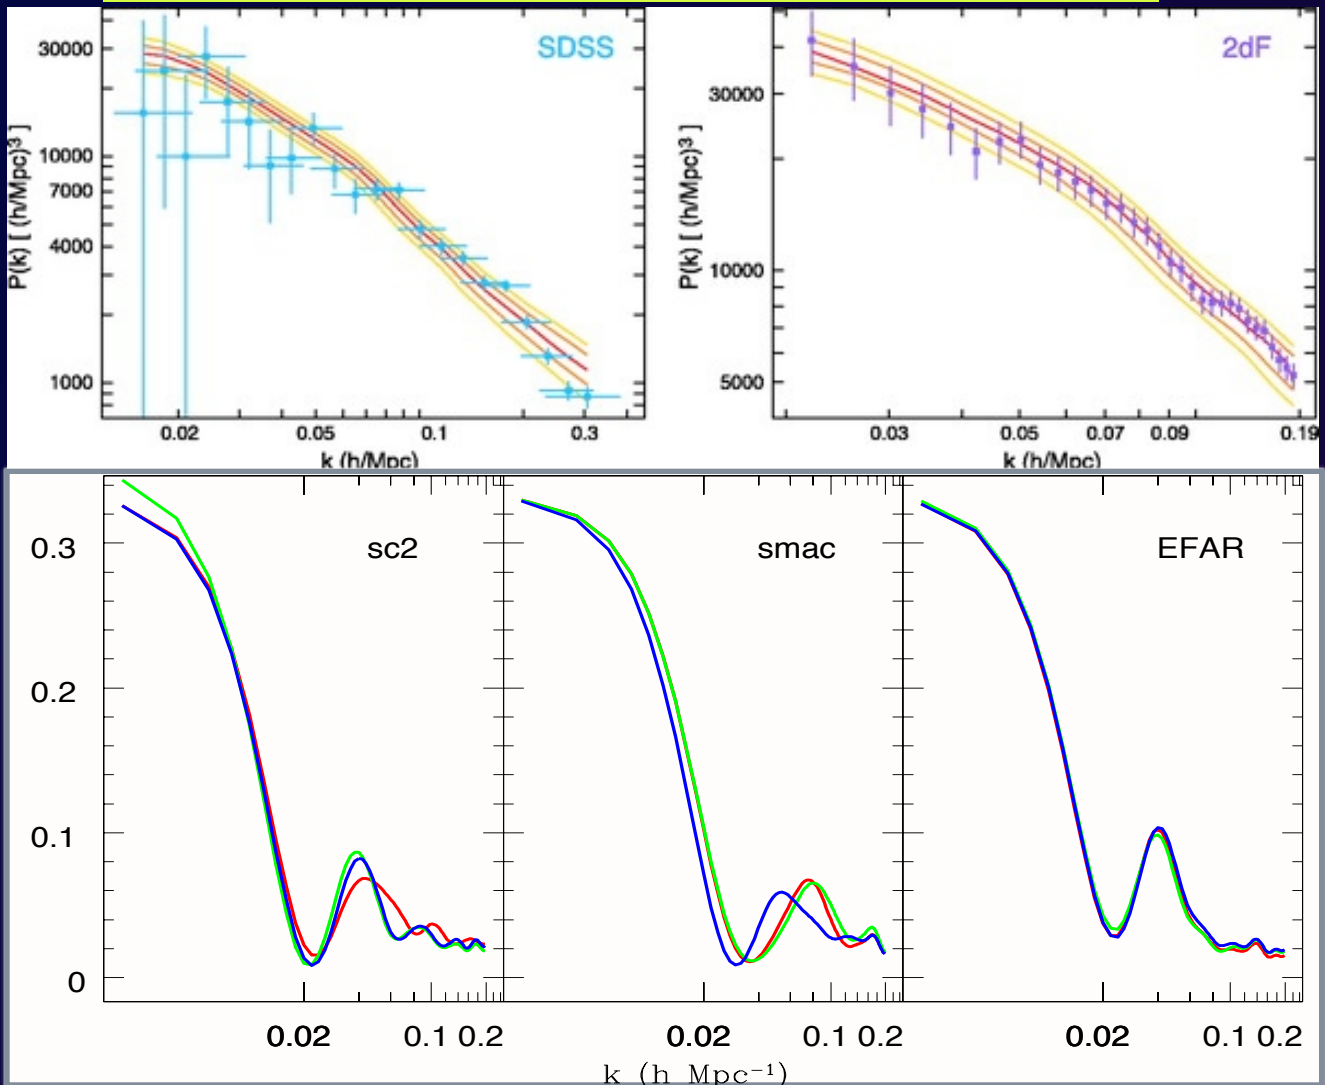 SDSS
30000
10000
7000
4000
1000
P(k) [ (h/Mpc)³ ]
0.02 0.05 0.1 0.3
k (h/Mpc)
2dF
30000
10000
5000
P(k) [ (h/Mpc)³ ]
0.03 0.05 0.07 0.09 0.19
k (h/Mpc)
sc2 smac EFAR
0.3
0.2
0.1
0
0.02 0.1 0.2 0.02 0.1 0.2 0.02 0.1 0.2
k (h Mpc⁻¹)